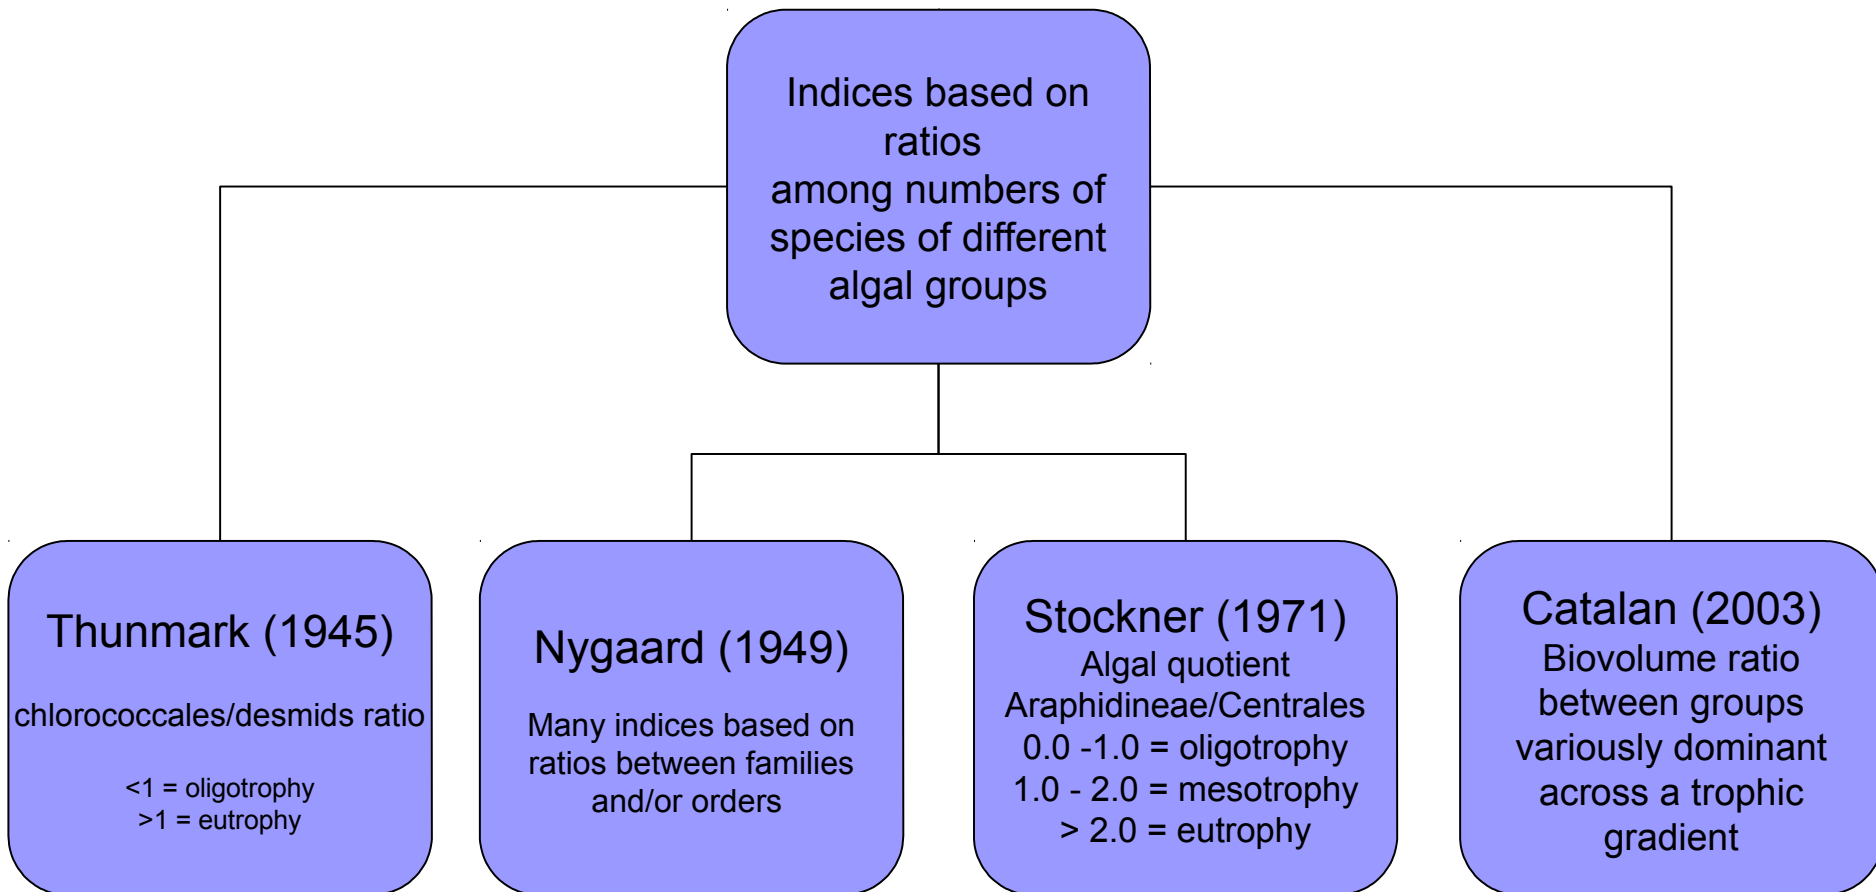 Indices based on
ratios
among numbers of
species of different
algal groups
Thunmark (1945)
chlorococcales/desmids ratio
<1 = oligotrophy
>1 = eutrophy
Nygaard (1949)
Many indices based on
ratios between families
and/or orders
Stockner (1971)
Algal quotient
Araphidineae/Centrales
0.0 -1.0 = oligotrophy
1.0 - 2.0 = mesotrophy
> 2.0 = eutrophy
Catalan (2003)
Biovolume ratio
between groups
variously dominant
across a trophic
gradient